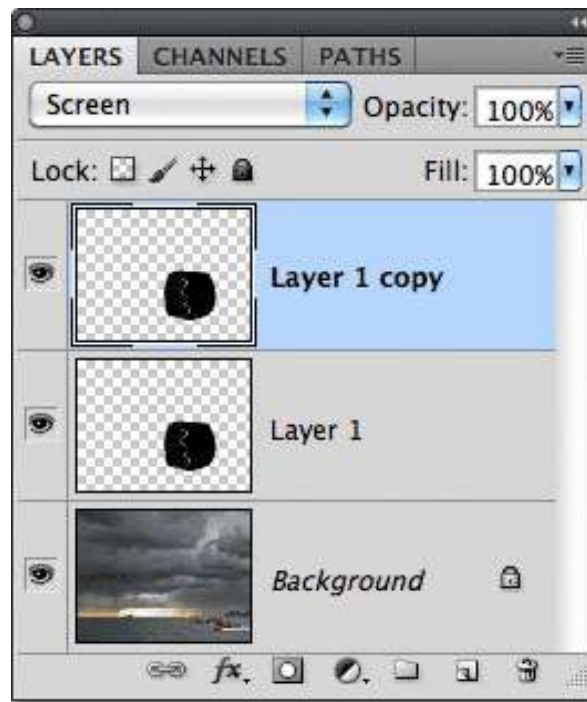 LAYERS CHANNELS PATHS
Screen Opacity: 100%
Lock: Fill: 100%
Layer 1 copy
Layer 1
Background
fx.